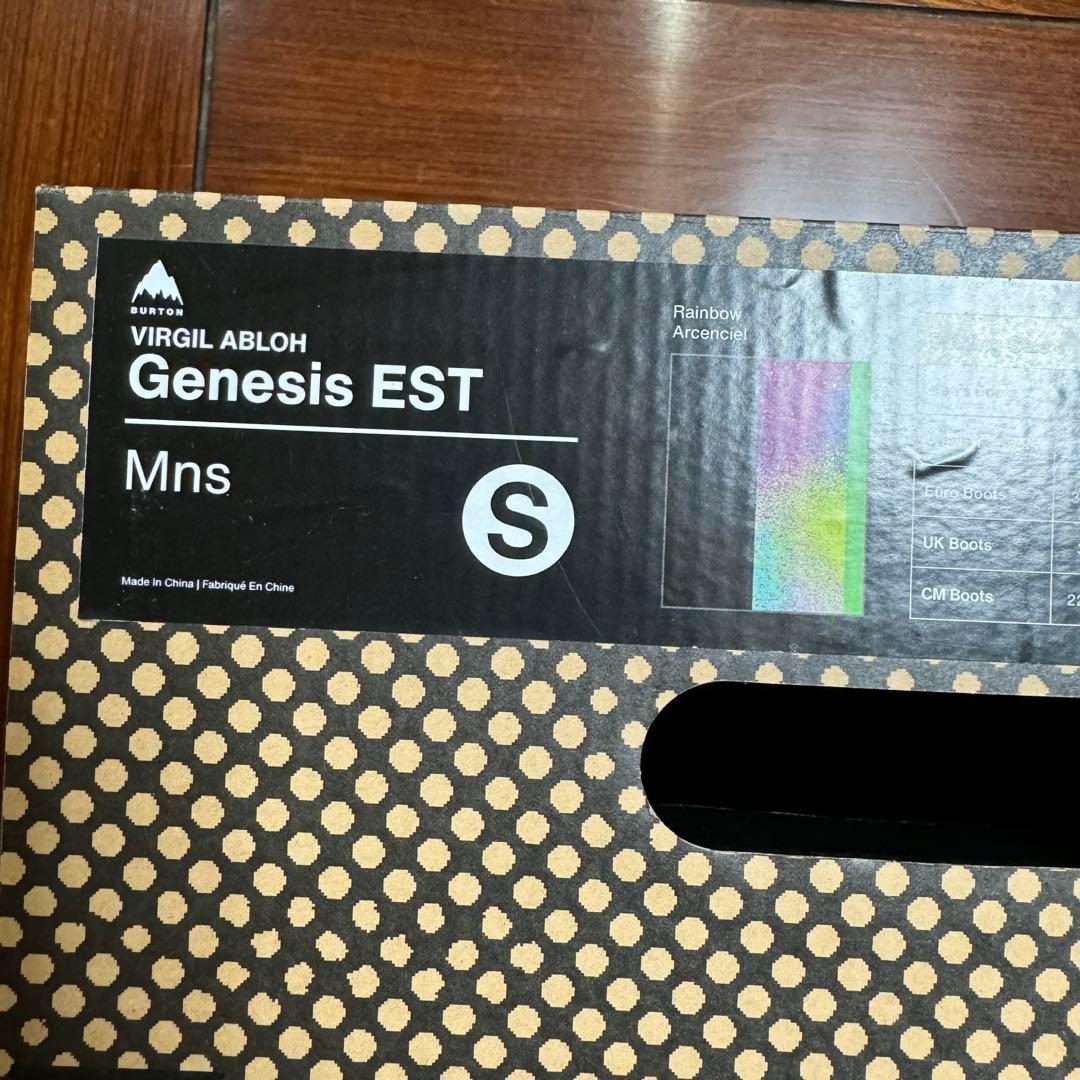 BURTON
VIRGIL ABLOH
Genesis EST
Mns
S
Made In China | Fabriqué En Chine
Rainbow
Arcenciel
Euro Boots
UK Boots
CM Boots